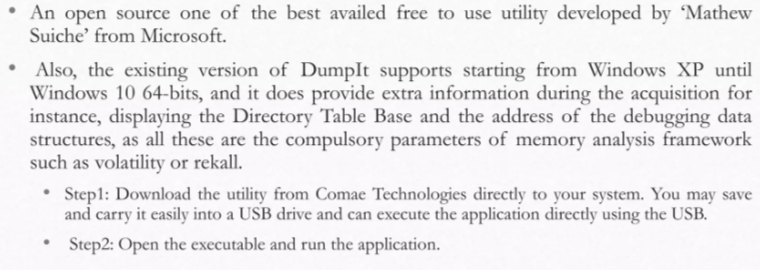 • An open source one of the best availed free to use utility developed by ‘Mathew
Suiche’ from Microsoft.
• Also, the existing version of DumpIt supports starting from Windows XP until
Windows 10 64-bits, and it does provide extra information during the acquisition for
instance, displaying the Directory Table Base and the address of the debugging data
structures, as all these are the compulsory parameters of memory analysis framework
such as volatility or rekall.
• Step1: Download the utility from Comae Technologies directly to your system. You may save
and carry it easily into a USB drive and can execute the application directly using the USB.
• Step2: Open the executable and run the application.